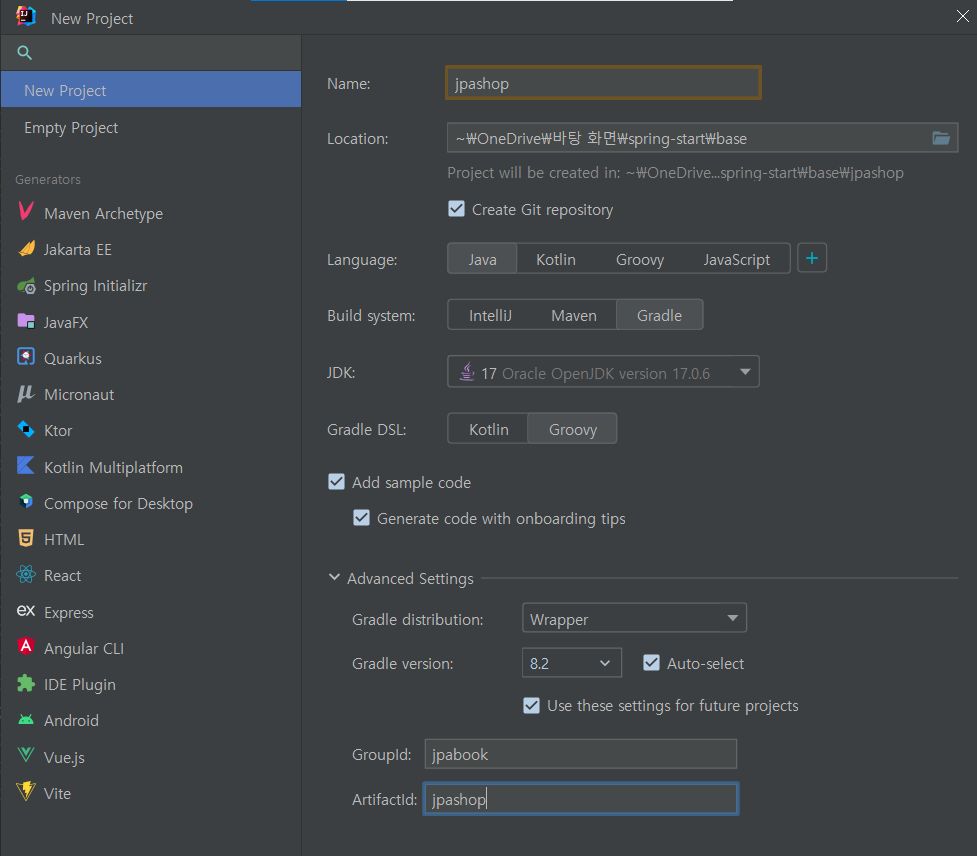 New Project
New Project
Empty Project
Generators
Maven Archetype
Jakarta EE
Spring Initializr
JavaFX
Quarkus
Micronaut
Ktor
Kotlin Multiplatform
Compose for Desktop
HTML
React
Express
Angular CLI
IDE Plugin
Android
Vue.js
Vite
Name: jpashop
Location: ~₩OneDrive₩바탕 화면₩spring-start₩base
Project will be created in: ~₩OneDrive...spring-start₩base₩jpashop
Create Git repository
Language: Java Kotlin Groovy JavaScript +
Build system: IntelliJ Maven Gradle
JDK: 17 Oracle OpenJDK version 17.0.6
Gradle DSL: Kotlin Groovy
Add sample code
Generate code with onboarding tips
Advanced Settings
Gradle distribution: Wrapper
Gradle version: 8.2 Auto-select
Use these settings for future projects
GroupId: jpabook
ArtifactId: jpashop